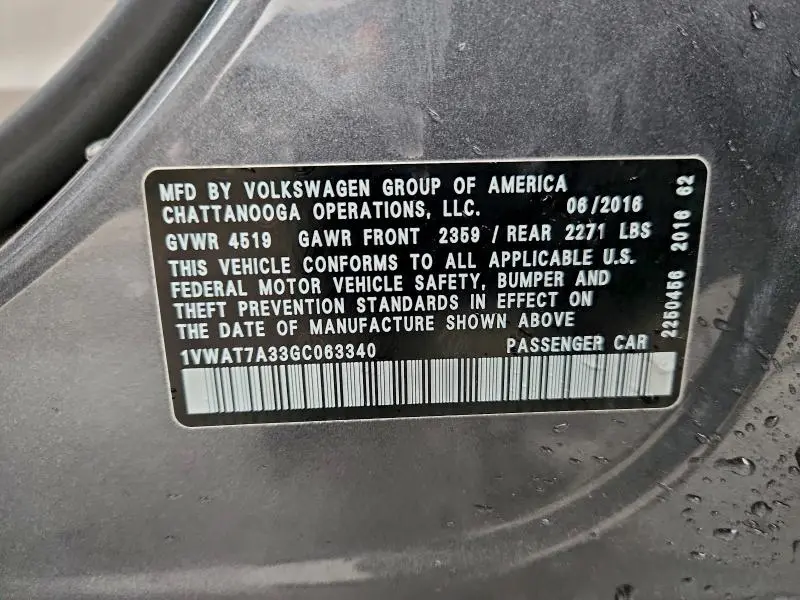 MFD BY VOLKSWAGEN GROUP OF AMERICA
CHATTANOOGA OPERATIONS, LLC. 06/2016
GVWR 4519 GAWR FRONT 2359 / REAR 2271 LBS
THIS VEHICLE CONFORMS TO ALL APPLICABLE U.S.
FEDERAL MOTOR VEHICLE SAFETY, BUMPER AND
THEFT PREVENTION STANDARDS IN EFFECT ON
THE DATE OF MANUFACTURE SHOWN ABOVE
1VWAT7A33GC063340 PASSENGER CAR
2250456 2016 62